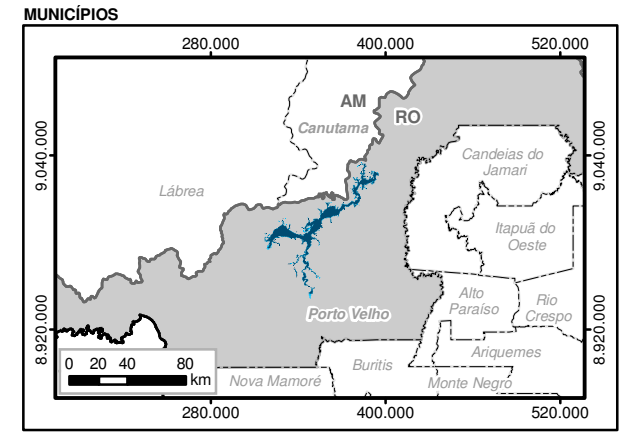 MUNICÍPIOS
280.000 400.000 520.000
AM
RO
Canutama
9.040.000
9.040.000
Candeias do
Jamari
Lábrea
Itapuã do
Oeste
Porto Velho
Alto
Paraíso
Rio
Crespo
8.920.000
8.920.000
0 20 40 80
km
Nova Mamoré
Buritis
Ariquemes
Monte Negro
280.000 400.000 520.000